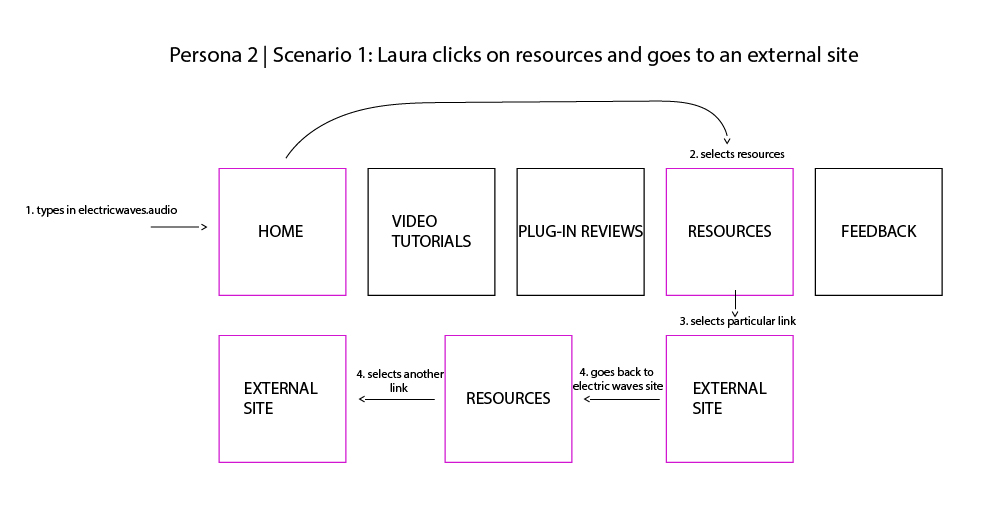 Persona 2 | Scenario 1: Laura clicks on resources and goes to an external site
2. selects resources
1. types in electricwaves.audio
HOME
VIDEO
TUTORIALS
PLUG-IN REVIEWS
RESOURCES
FEEDBACK
3. selects particular link
EXTERNAL
SITE
4. selects another
link
RESOURCES
4. goes back to
electric waves site
EXTERNAL
SITE